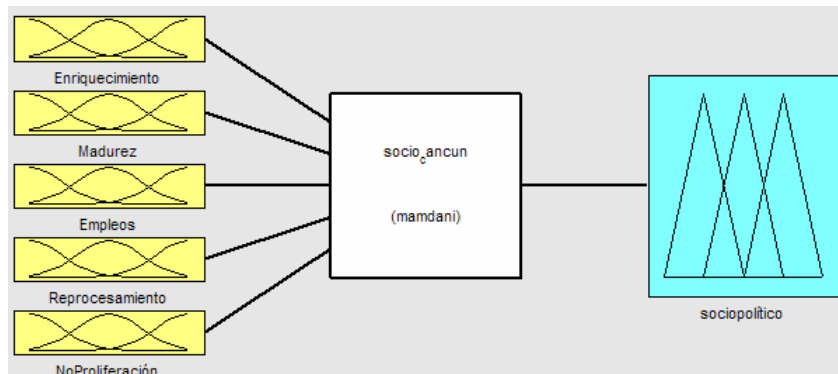 Enriquecimiento
Madurez
Empleos
Reprocesamiento
NoProliferación
socio_cancun
(mamdani)
sociopolítico